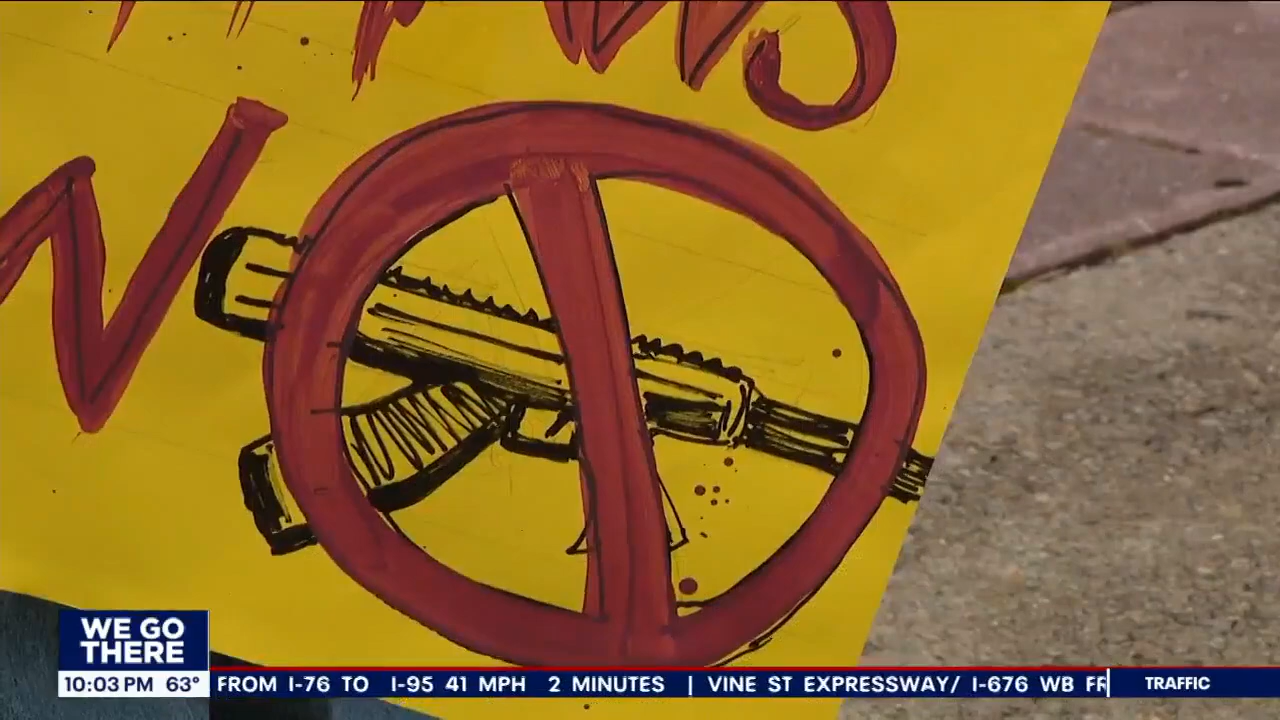 WE GO
THERE
10:03 PM 63°
FROM I-76 TO I-95 41 MPH 2 MINUTES | VINE ST EXPRESSWAY/ I-676 WB FR
TRAFFIC